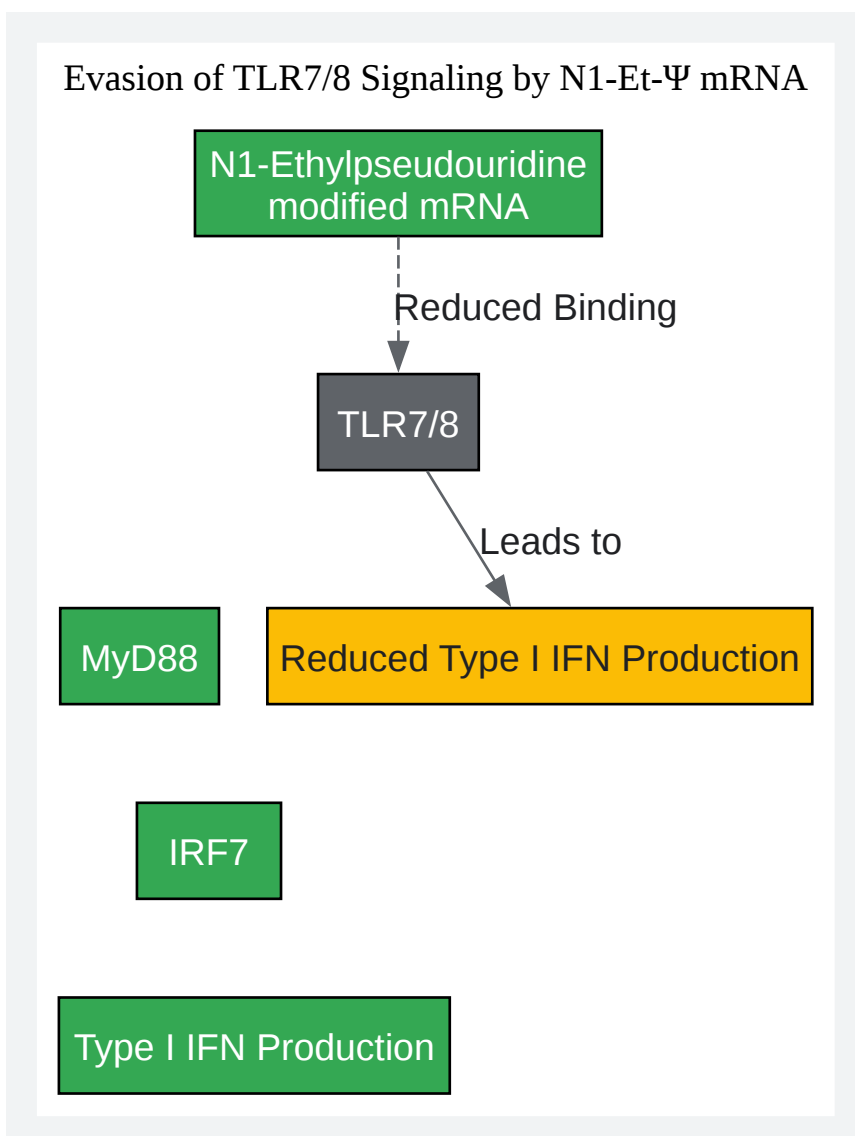 Evasion of TLR7/8 Signaling by N1-Et-Ψ mRNA
N1-Ethylpseudouridine
modified mRNA
Reduced Binding
TLR7/8
Leads to
MyD88
Reduced Type I IFN Production
IRF7
Type I IFN Production